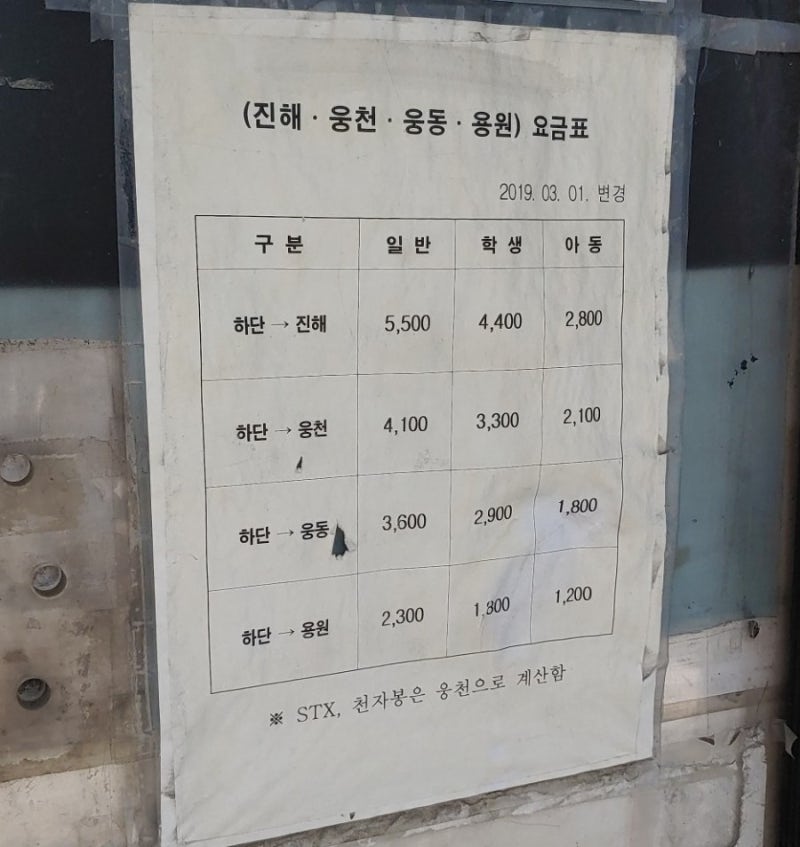 (진해 · 웅천 · 웅동 · 용원) 요금표
2019. 03. 01. 변경
구 분 일 반 학 생 아 동
하단 → 진해 5,500 4,400 2,800
하단 → 웅천 4,100 3,300 2,100
하단 → 웅동 3,600 2,900 1,800
하단 → 용원 2,300 1,800 1,200
※ STX, 천자봉은 웅천으로 계산함